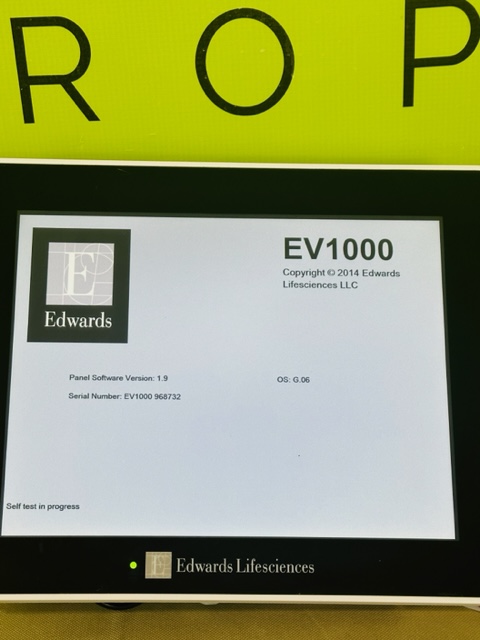 R O P
E
Edwards
EV1000
Copyright © 2014 Edwards
Lifesciences LLC
Panel Software Version: 1.9
OS: G.06
Serial Number: EV1000 968732
Self test in progress
E Edwards Lifesciences